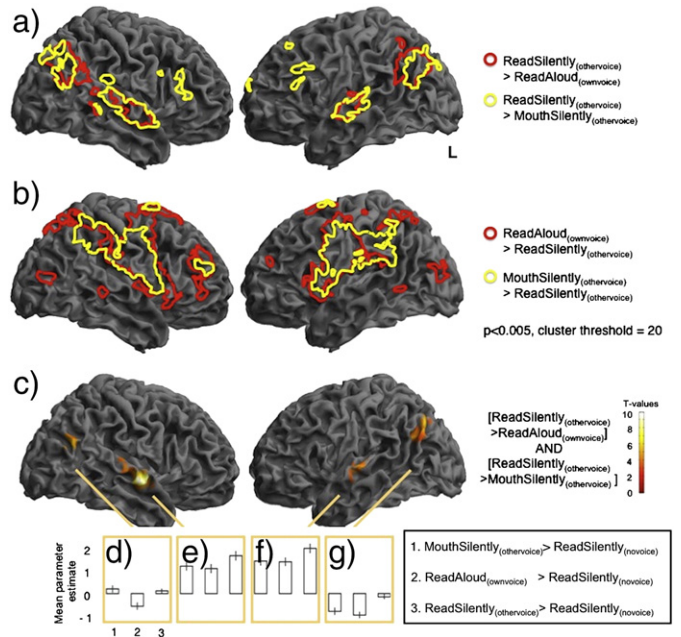 a)
ReadSilently(othervoice)
> ReadAloud(ownvoice)
ReadSilently(othervoice)
> MouthSilently(othervoice)
L
b)
ReadAloud(ownvoice)
> ReadSilently(othervoice)
MouthSilently(othervoice)
> ReadSilently(othervoice)
p<0.005, cluster threshold = 20
c)
T-values
[ReadSilently(othervoice)
>ReadAloud(ownvoice)]
AND
[ReadSilently(othervoice)
>MouthSilently(othervoice) ]
10
8
6
4
2
0
Mean parameter
estimate
2
1
0
-1
d)
e)
f)
g)
1 2 3
1. MouthSilently(othervoice)> ReadSilently(novoice)
2. ReadAloud(ownvoice) > ReadSilently(novoice)
3. ReadSilently(othervoice)> ReadSilently(novoice)